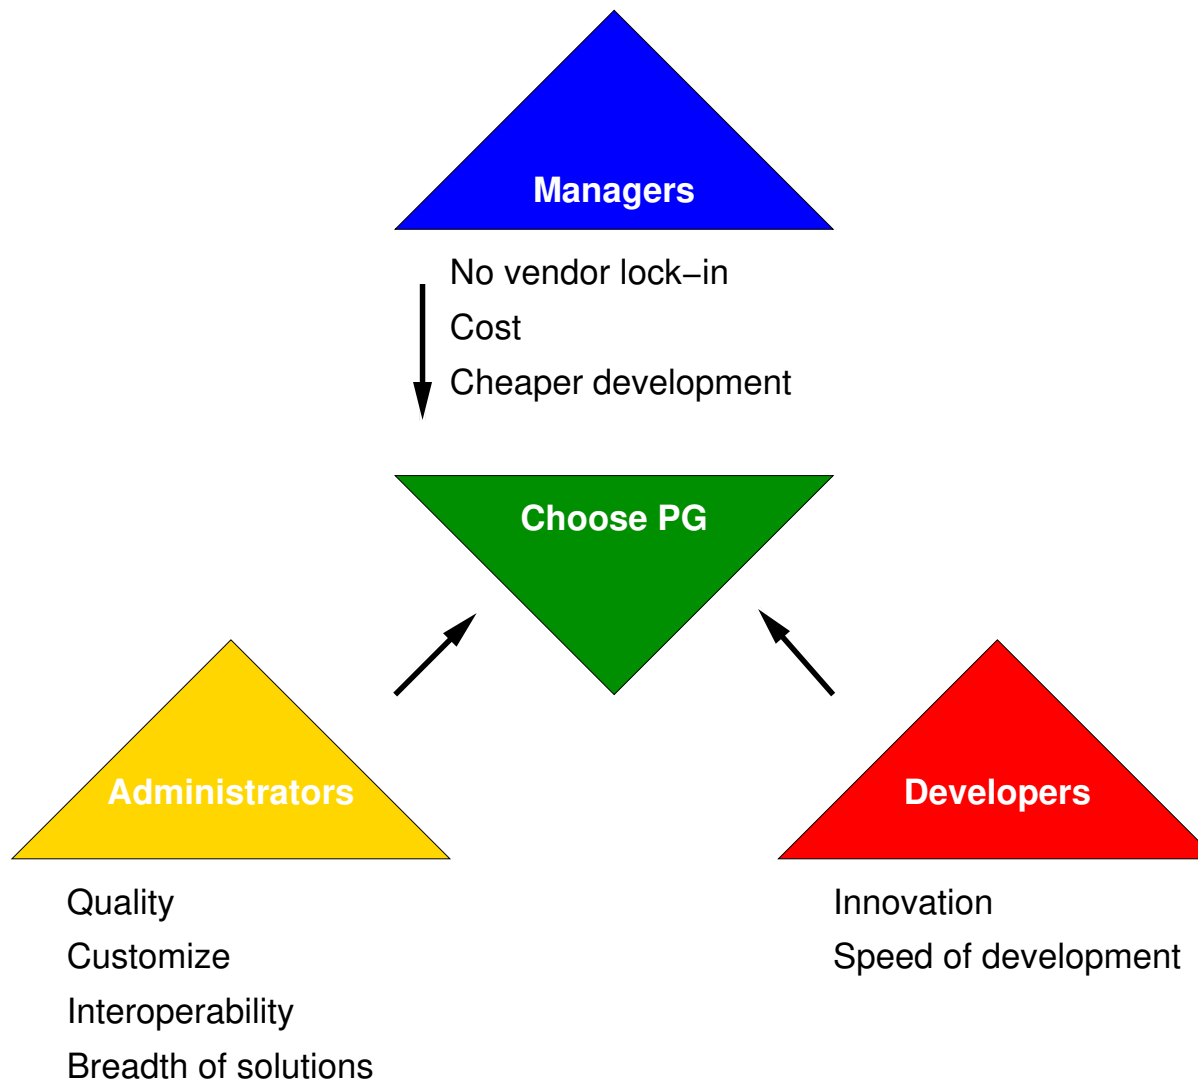 Managers
No vendor lock−in
Cost
Cheaper development
Choose PG
Administrators
Quality
Customize
Interoperability
Breadth of solutions
Developers
Innovation
Speed of development